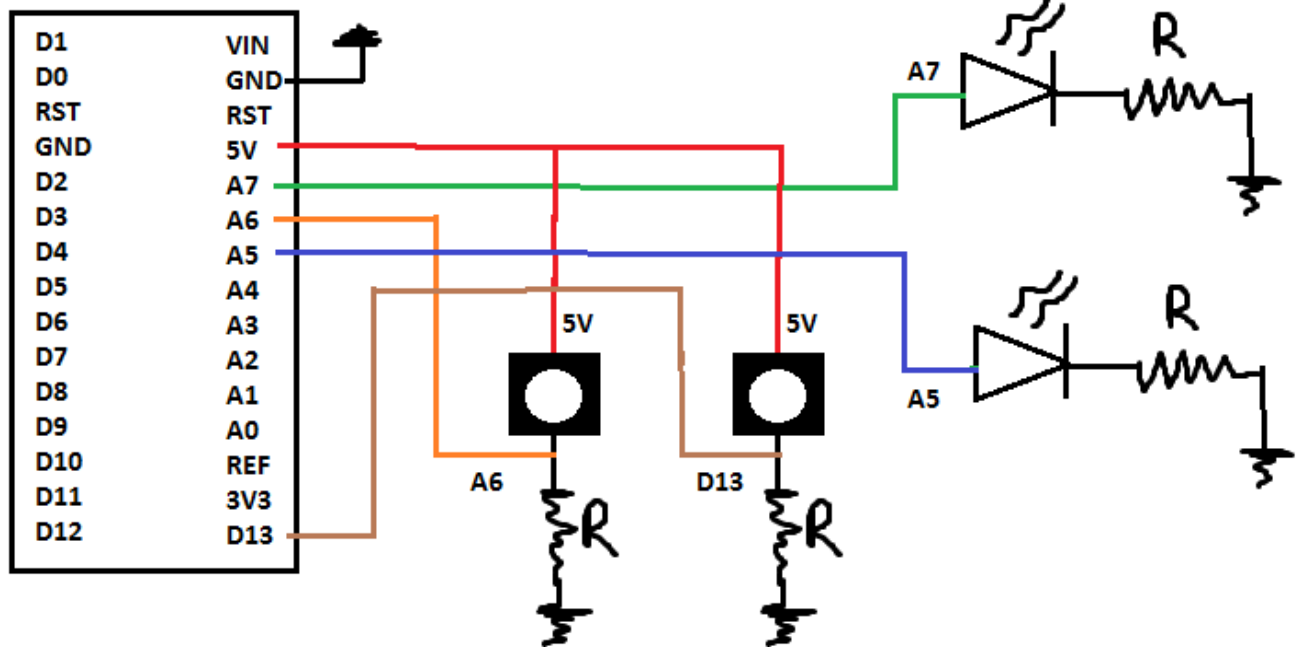 D1
D0
RST
GND
D2
D3
D4
D5
D6
D7
D8
D9
D10
D11
D12
VIN
GND
RST
5V
A7
A6
A5
A4
A3
A2
A1
A0
REF
3V3
D13
5V
5V
A6
D13
R
R
A7
R
A5
R